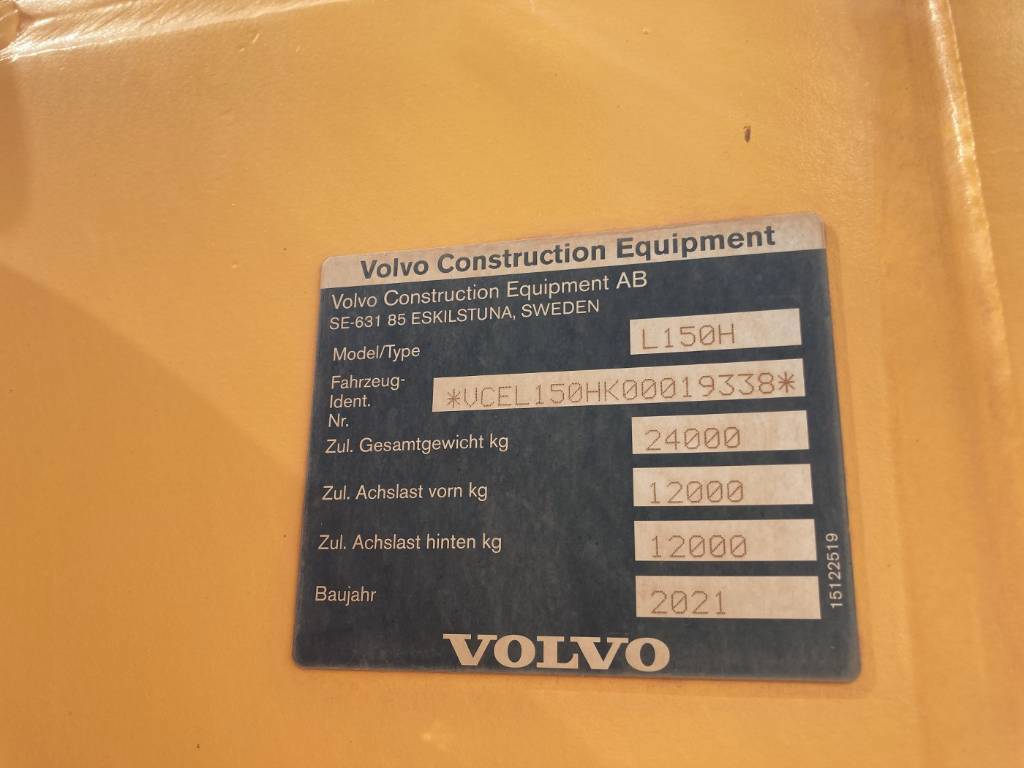 Volvo Construction Equipment
Volvo Construction Equipment AB
SE-631 85 ESKILSTUNA, SWEDEN
Model/Type L150H
Fahrzeug-
Ident. *VCEL150HK00019338*
Nr.
Zul. Gesamtgewicht kg 24000
Zul. Achslast vorn kg 12000
Zul. Achslast hinten kg 12000
Baujahr 2021
15122519
VOLVO